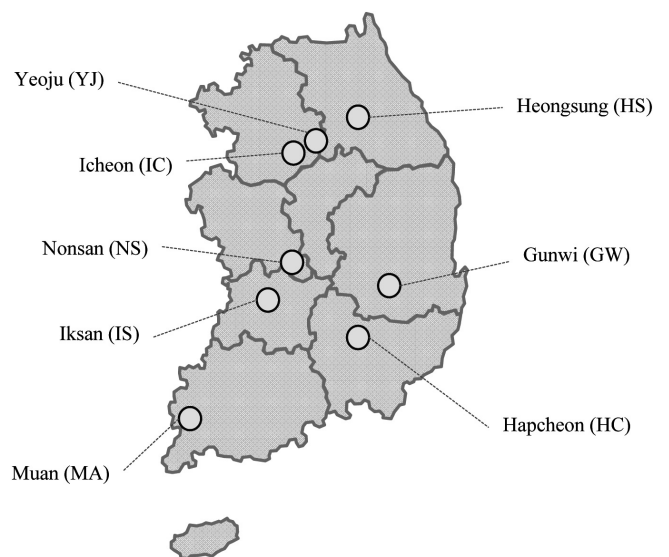 Yeoju (YJ)
Heongsung (HS)
Icheon (IC)
Nonsan (NS)
Gunwi (GW)
Iksan (IS)
Hapcheon (HC)
Muan (MA)